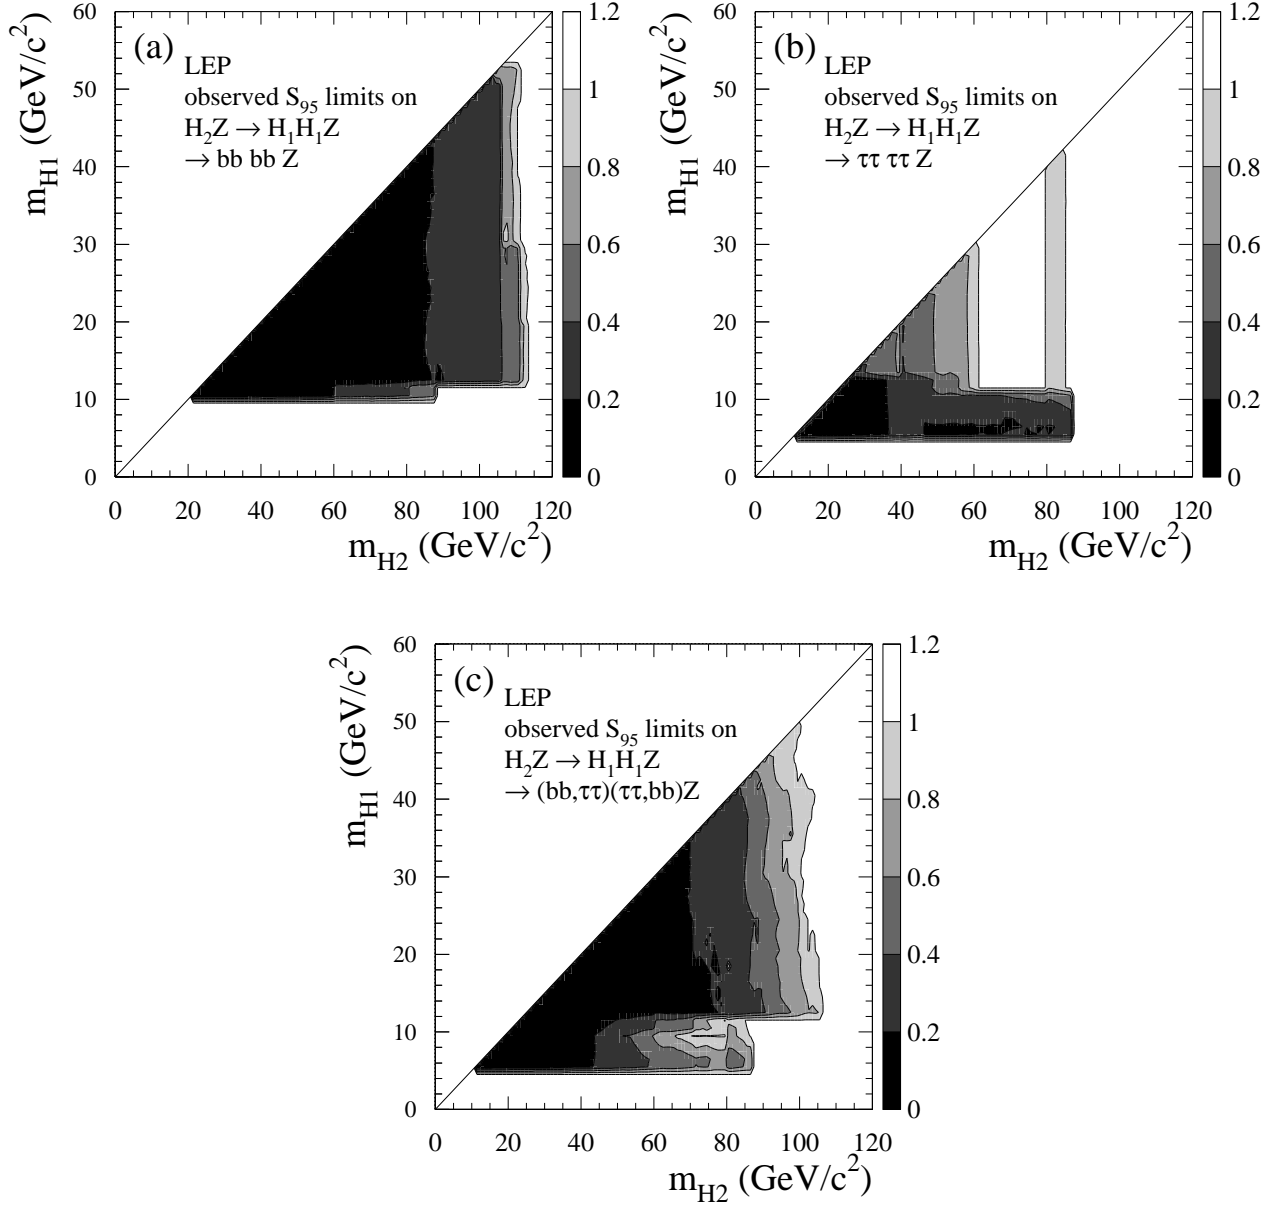 (a)
LEP
observed S95 limits on
H2Z → H1H1Z
→ bb bb Z
mH1 (GeV/c2)
60
50
40
30
20
10
0
0 20 40 60 80 100 120
mH2 (GeV/c2)
1.2
1
0.8
0.6
0.4
0.2
0
(b)
LEP
observed S95 limits on
H2Z → H1H1Z
→ ττ ττ Z
mH1 (GeV/c2)
60
50
40
30
20
10
0
0 20 40 60 80 100 120
mH2 (GeV/c2)
1.2
1
0.8
0.6
0.4
0.2
0
(c)
LEP
observed S95 limits on
H2Z → H1H1Z
→ (bb,ττ)(ττ,bb)Z
mH1 (GeV/c2)
60
50
40
30
20
10
0
0 20 40 60 80 100 120
mH2 (GeV/c2)
1.2
1
0.8
0.6
0.4
0.2
0